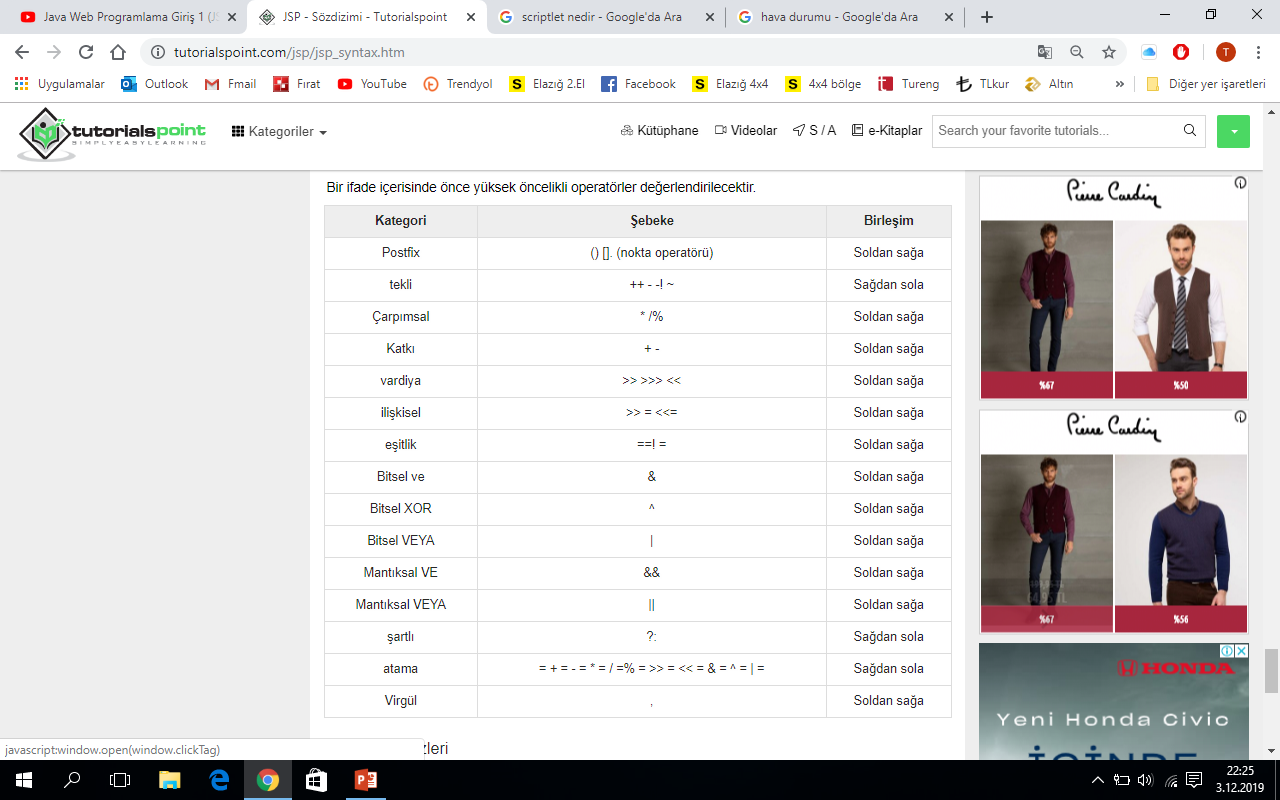 Java Web Programlama Giriş 1 (JS
JSP - Sözdizimi - Tutorialspoint
scriptlet nedir - Google'da Ara
hava durumu - Google'da Ara
tutorialspoint.com/jsp/jsp_syntax.htm
T
Uygulamalar
Outlook
Fmail
Fırat
YouTube
Trendyol
Elazığ 2.El
Facebook
Elazığ 4x4
4x4 bölge
Tureng
TLkur
Altın
»
Diğer yer işaretleri
tutorialspoint
SIMPLYEASYLEARNING
Kategoriler
Kütüphane
Videolar
S / A
e-Kitaplar
Search your favorite tutorials...
Bir ifade içerisinde önce yüksek öncelikli operatörler değerlendirilecektir.
Kategori Şebeke Birleşim
Postfix () []. (nokta operatörü) Soldan sağa
tekli ++ - -! ~ Sağdan sola
Çarpımsal * /% Soldan sağa
Katkı + - Soldan sağa
vardiya >> >>> << Soldan sağa
ilişkisel >> = <<= Soldan sağa
eşitlik ==! = Soldan sağa
Bitsel ve & Soldan sağa
Bitsel XOR ^ Soldan sağa
Bitsel VEYA | Soldan sağa
Mantıksal VE && Soldan sağa
Mantıksal VEYA || Soldan sağa
şartlı ?: Sağdan sola
atama = + = - = * = / =% = >> = << = & = ^ = | = Sağdan sola
Virgül , Soldan sağa
zleri
Pierre Cardin
%67
%50
Pierre Cardin
%67
%56
HONDA
Yeni Honda Civic
İÇİNDE
javascript:window.open(window.clickTag)
22:25
3.12.2019